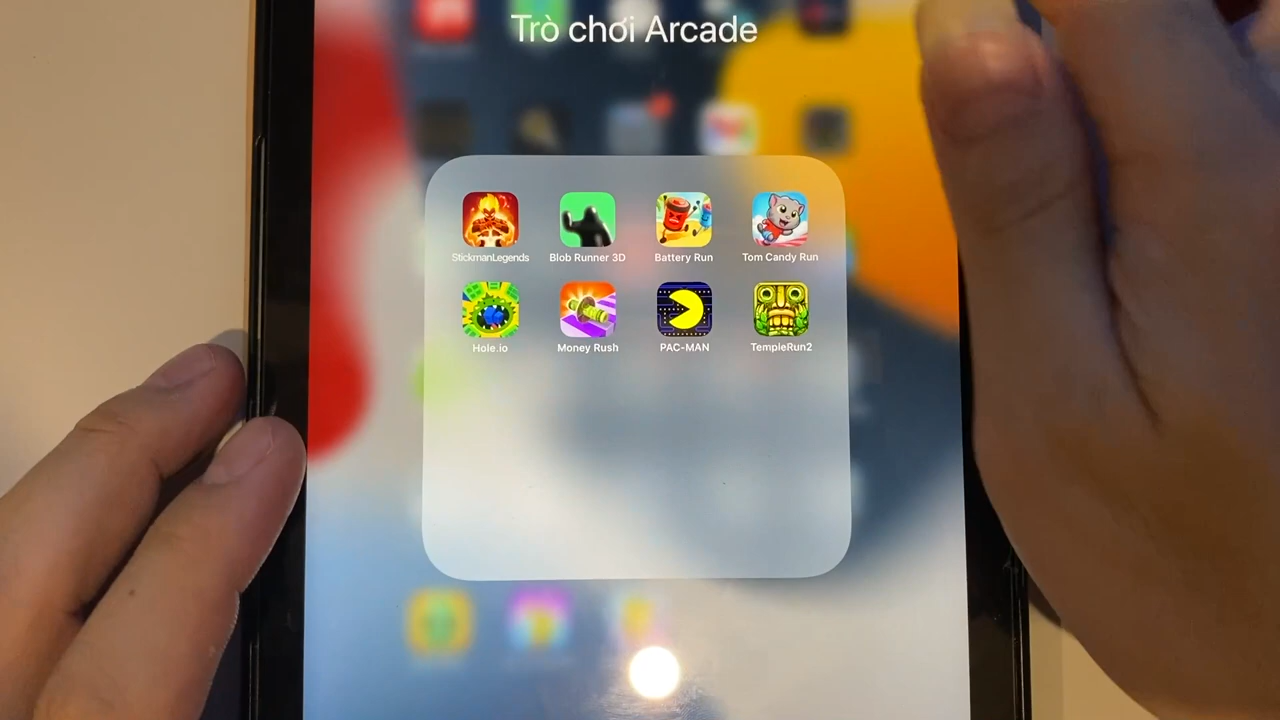 Trò chơi Arcade
StickmanLegends Blob Runner 3D Battery Run Tom Candy Run
Hole.io Money Rush PAC-MAN TempleRun2